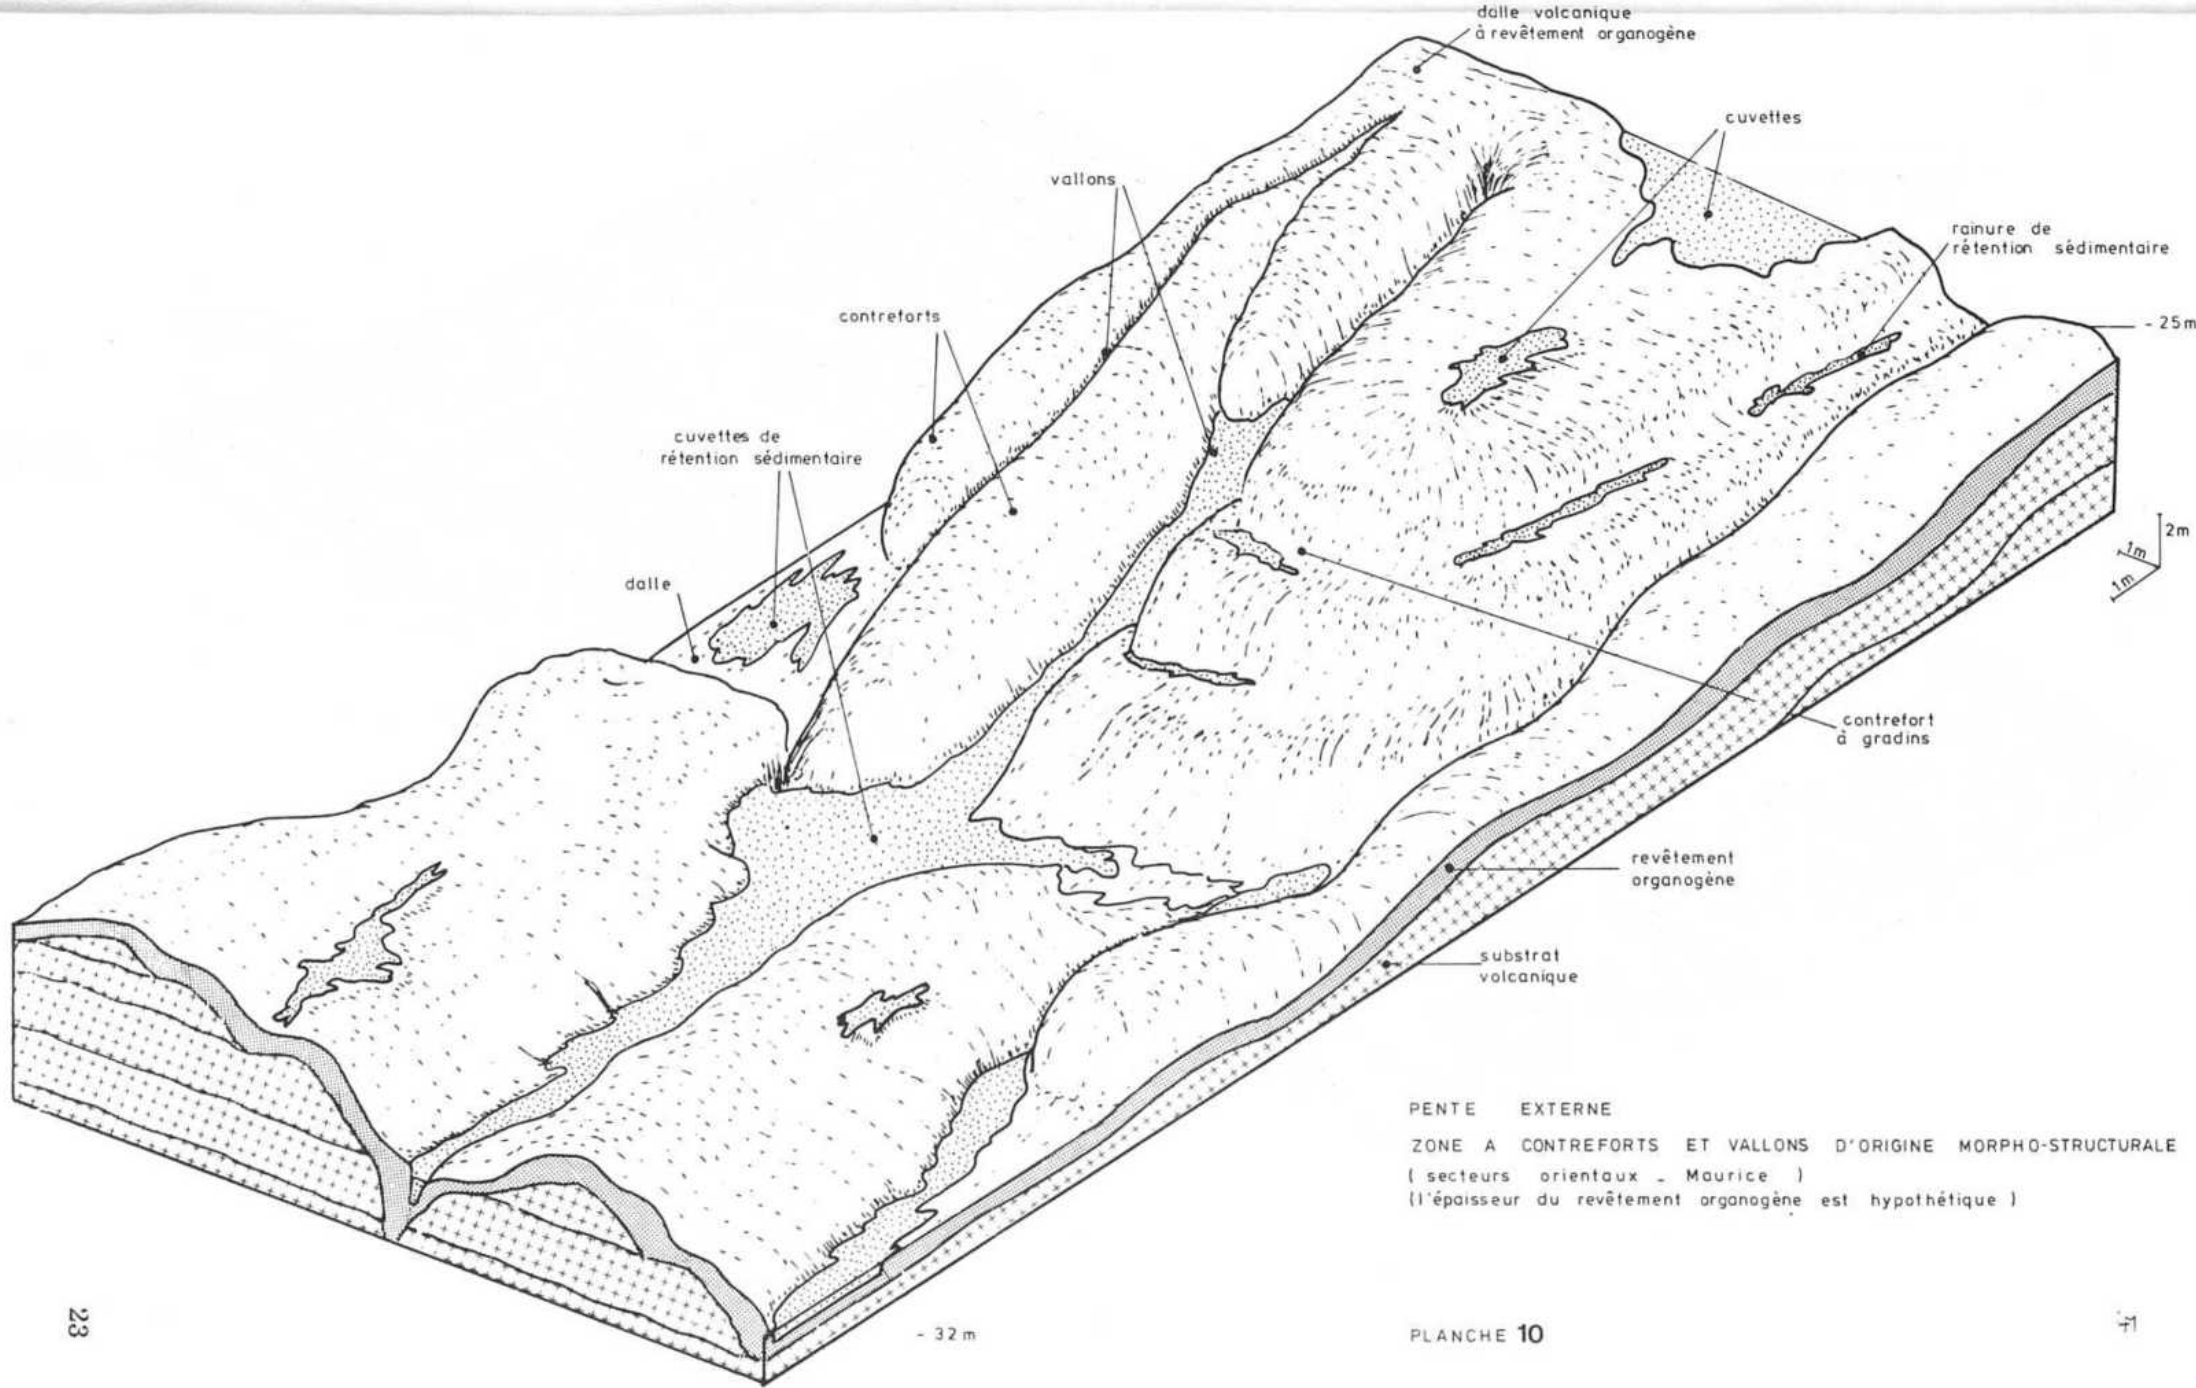 dalle volcanique
à revêtement organogène
cuvettes
vallons
rainure de
rétention sédimentaire
contreforts
- 25m
cuvettes de
rétention sédimentaire
2m
1m
1m
dalle
contrefort
à gradins
revêtement
organogène
substrat
volcanique
PENTE EXTERNE
ZONE A CONTREFORTS ET VALLONS D'ORIGINE MORPHO-STRUCTURALE
( secteurs orientaux - Maurice )
(l'épaisseur du revêtement organogène est hypothétique )
- 32m
PLANCHE 10
23